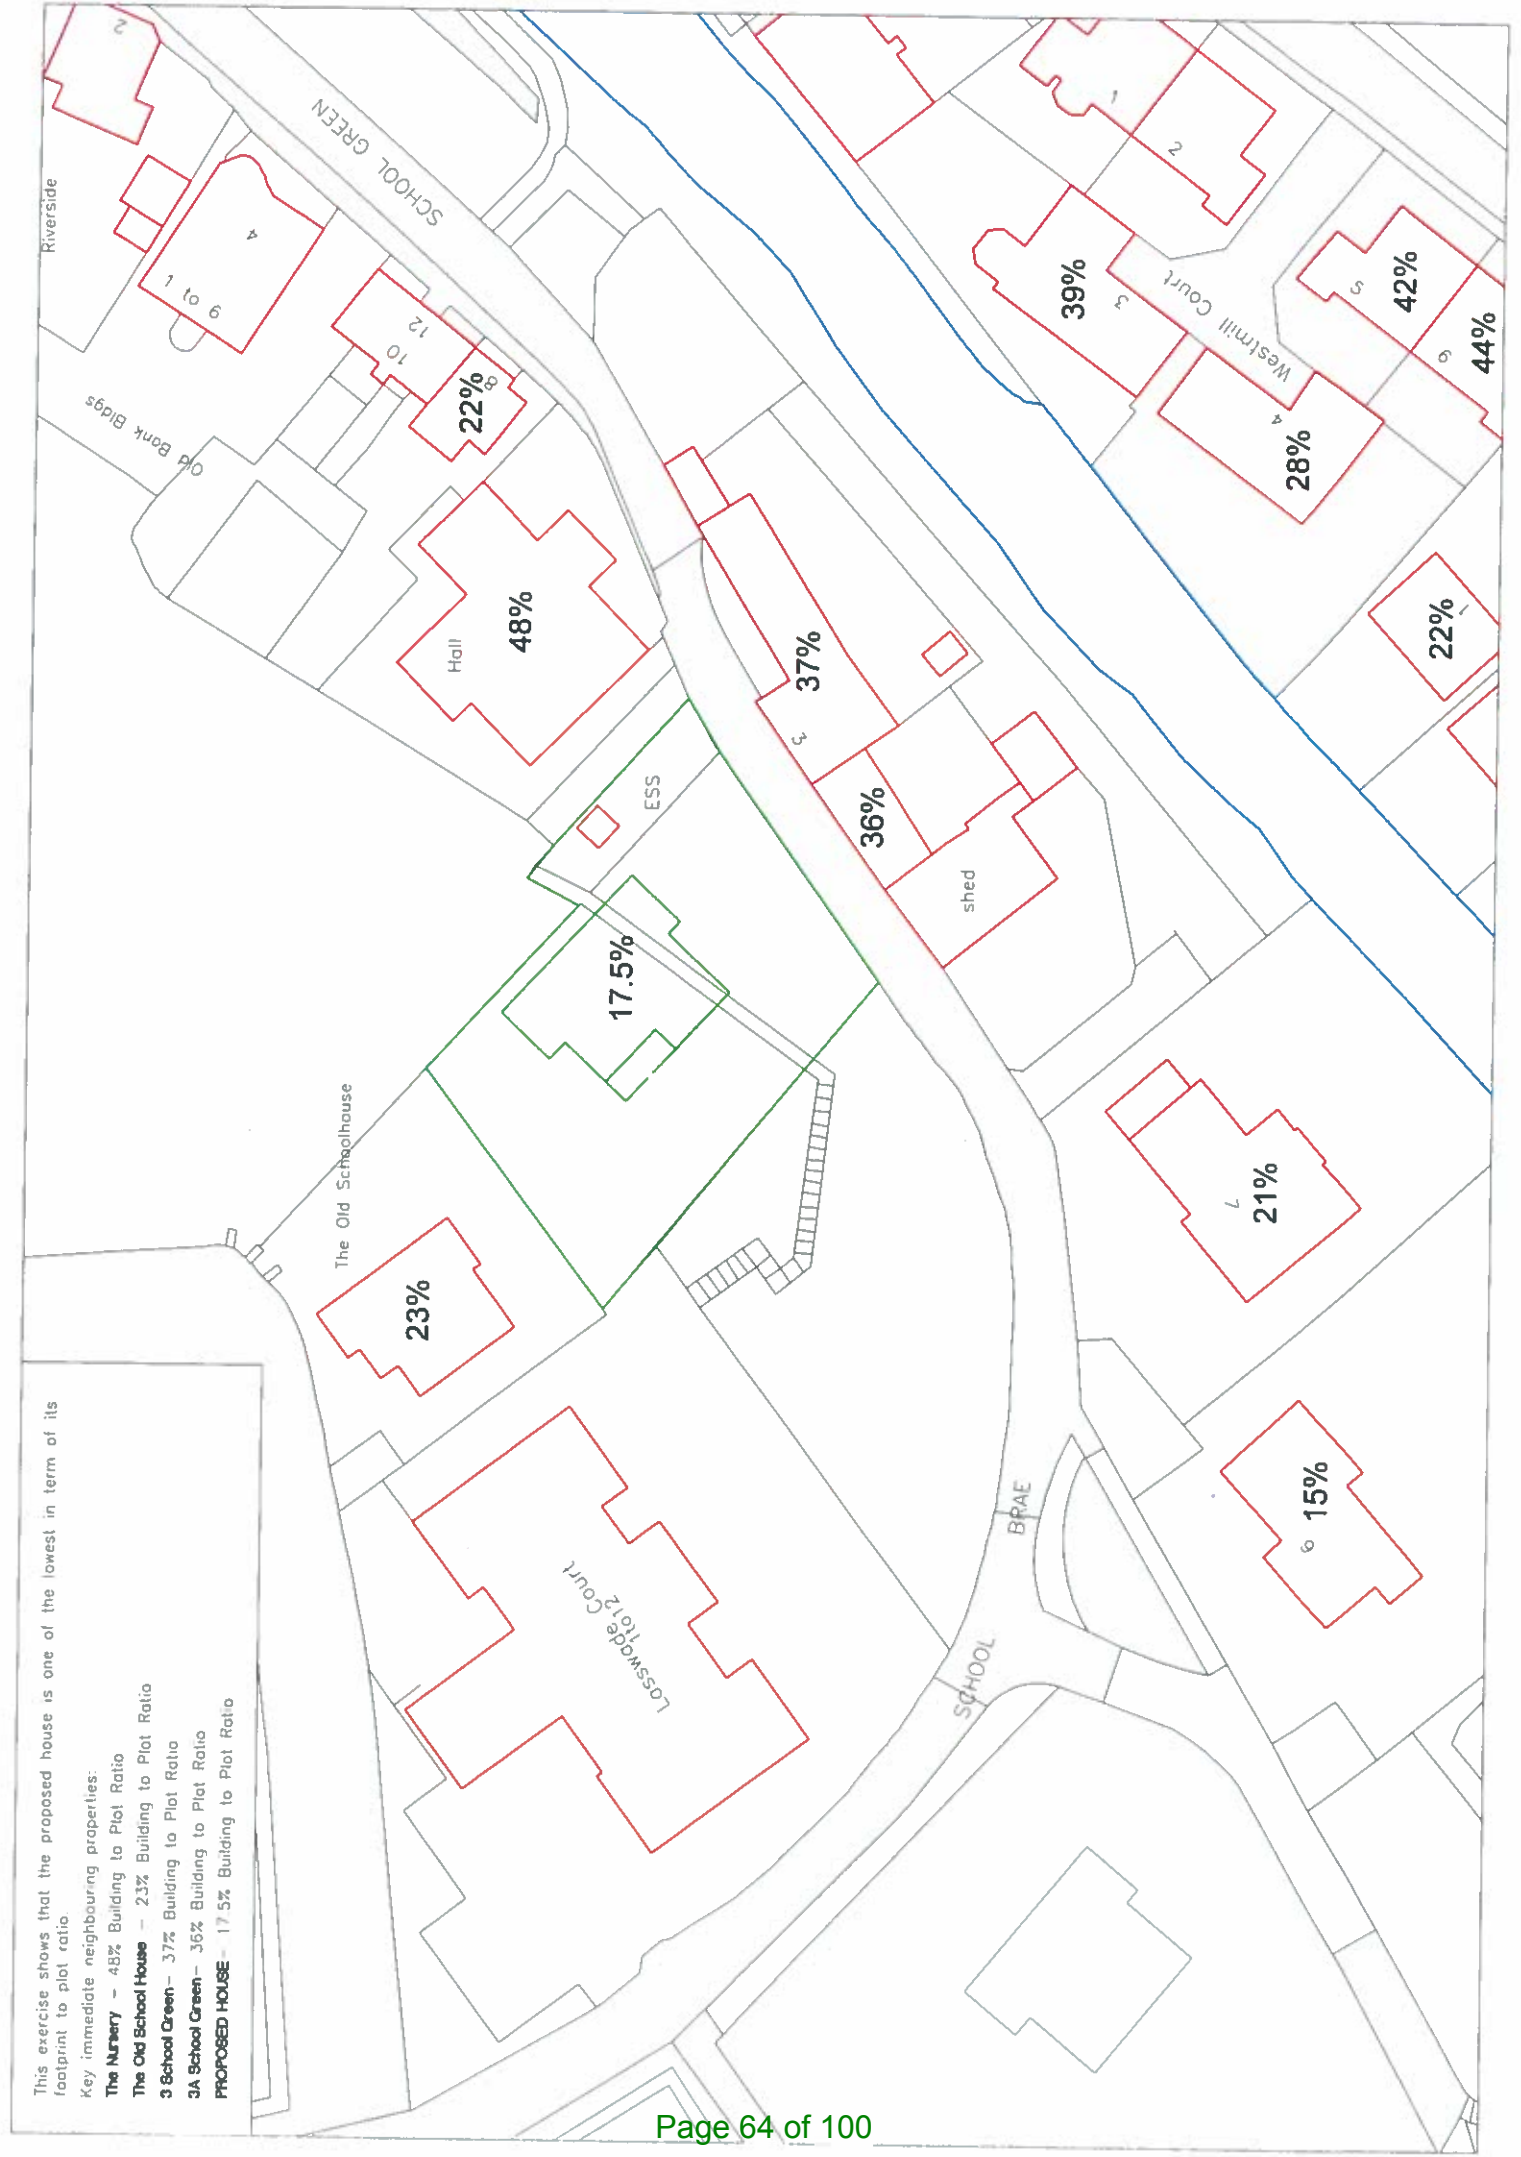 This exercise shows that the proposed house is one of the lowest in term of its
footprint to plot ratio
Key immediate neighbouring properties:
The Nursery – 48% Building to Plot Ratio
The Old School House – 23% Building to Plot Ratio
3 School Green– 37% Building to Plot Ratio
3A School Green– 36% Building to Plot Ratio
PROPOSED HOUSE– 17.5% Building to Plot Ratio
Riverside
2
SCHOOL GREEN
4
1 to 9
12
10
8
22%
Old Bank Bldgs
Hall
48%
ESS
17.5%
The Old Schoolhouse
23%
Lasswade Court
1to12
3
37%
36%
shed
1
2
39%
3
Westmill Court
5
42%
6
44%
4
28%
22%
1
7
21%
9
15%
SCHOOL
BRAE
Page 64 of 100